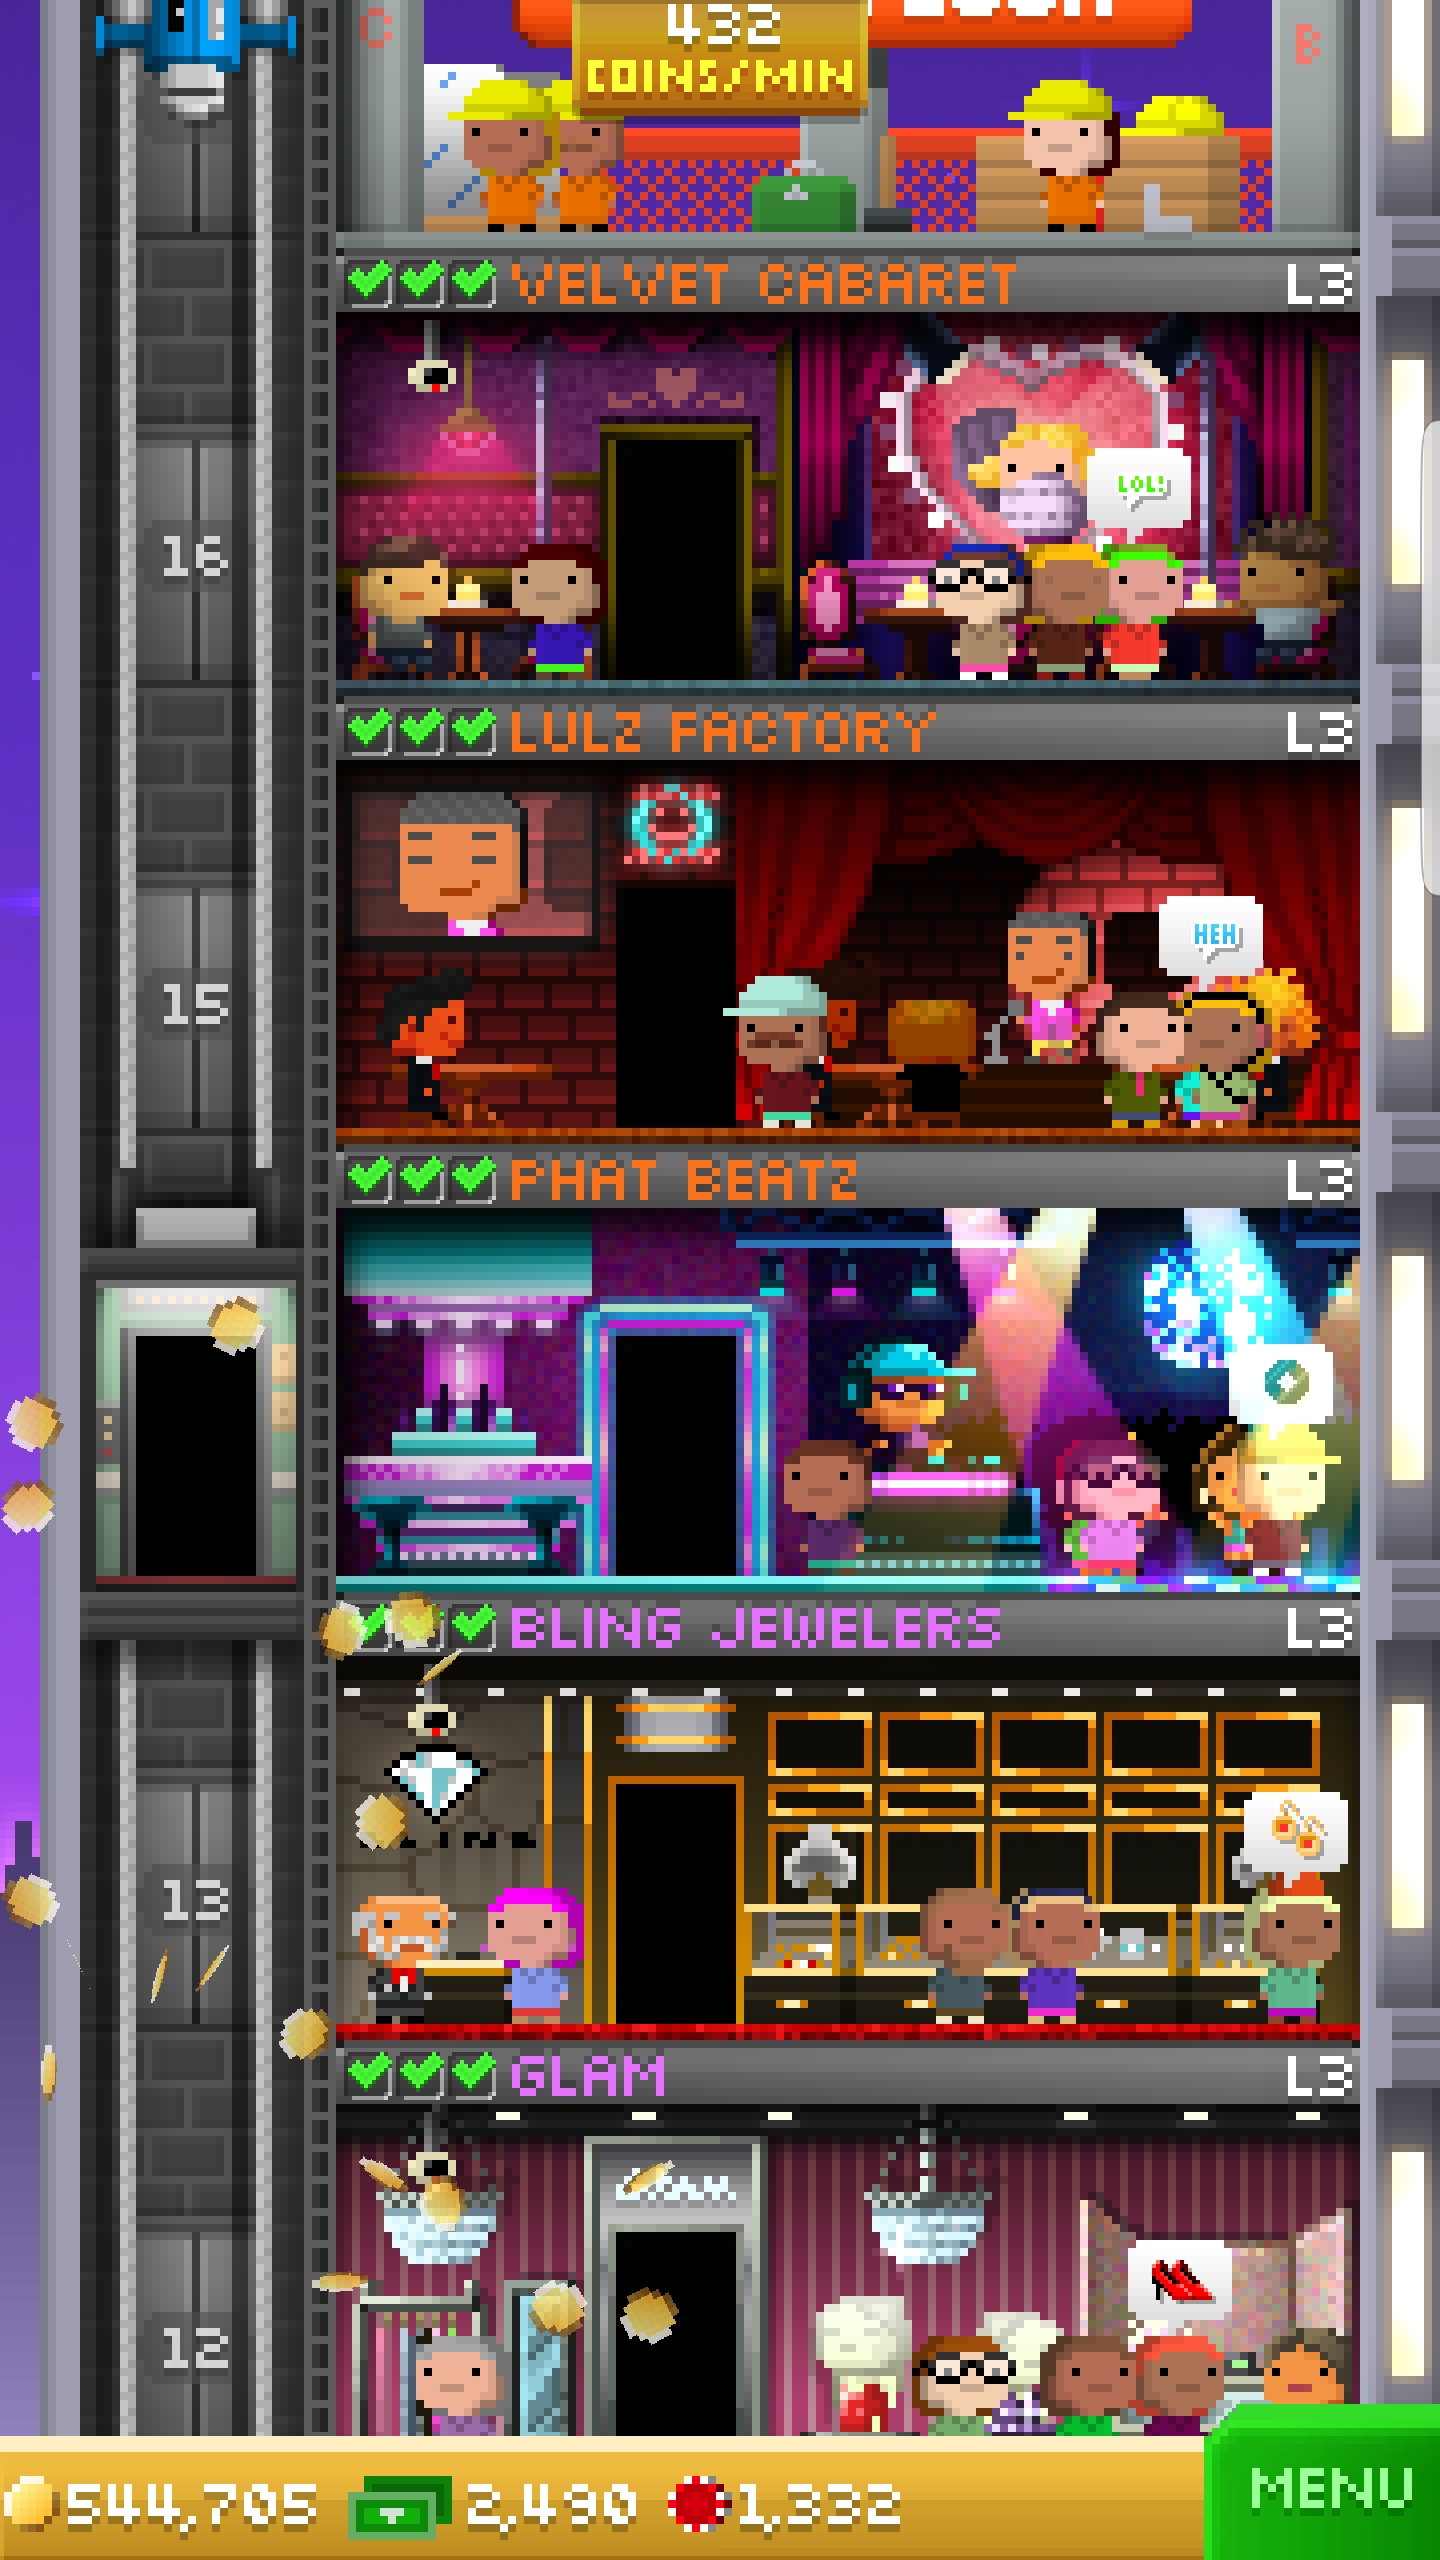 C
432
B
COINS/MIN
VELVET CABARET
L3
LOL!
16
LULZ FACTORY
L3
HEH
15
PHAT BEATZ
L3
BLING JEWELERS
L3
13
GLAM
L3
12
544,705
2,490
1,332
MENU